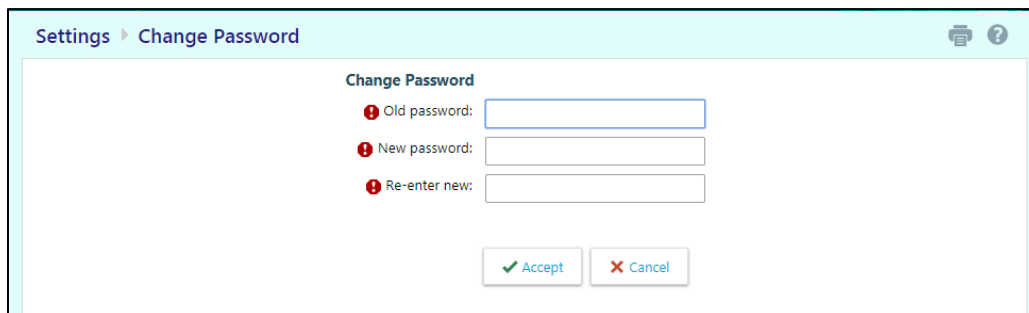 Settings Change Password
Change Password
Old password:
New password:
Re-enter new:
Accept Cancel